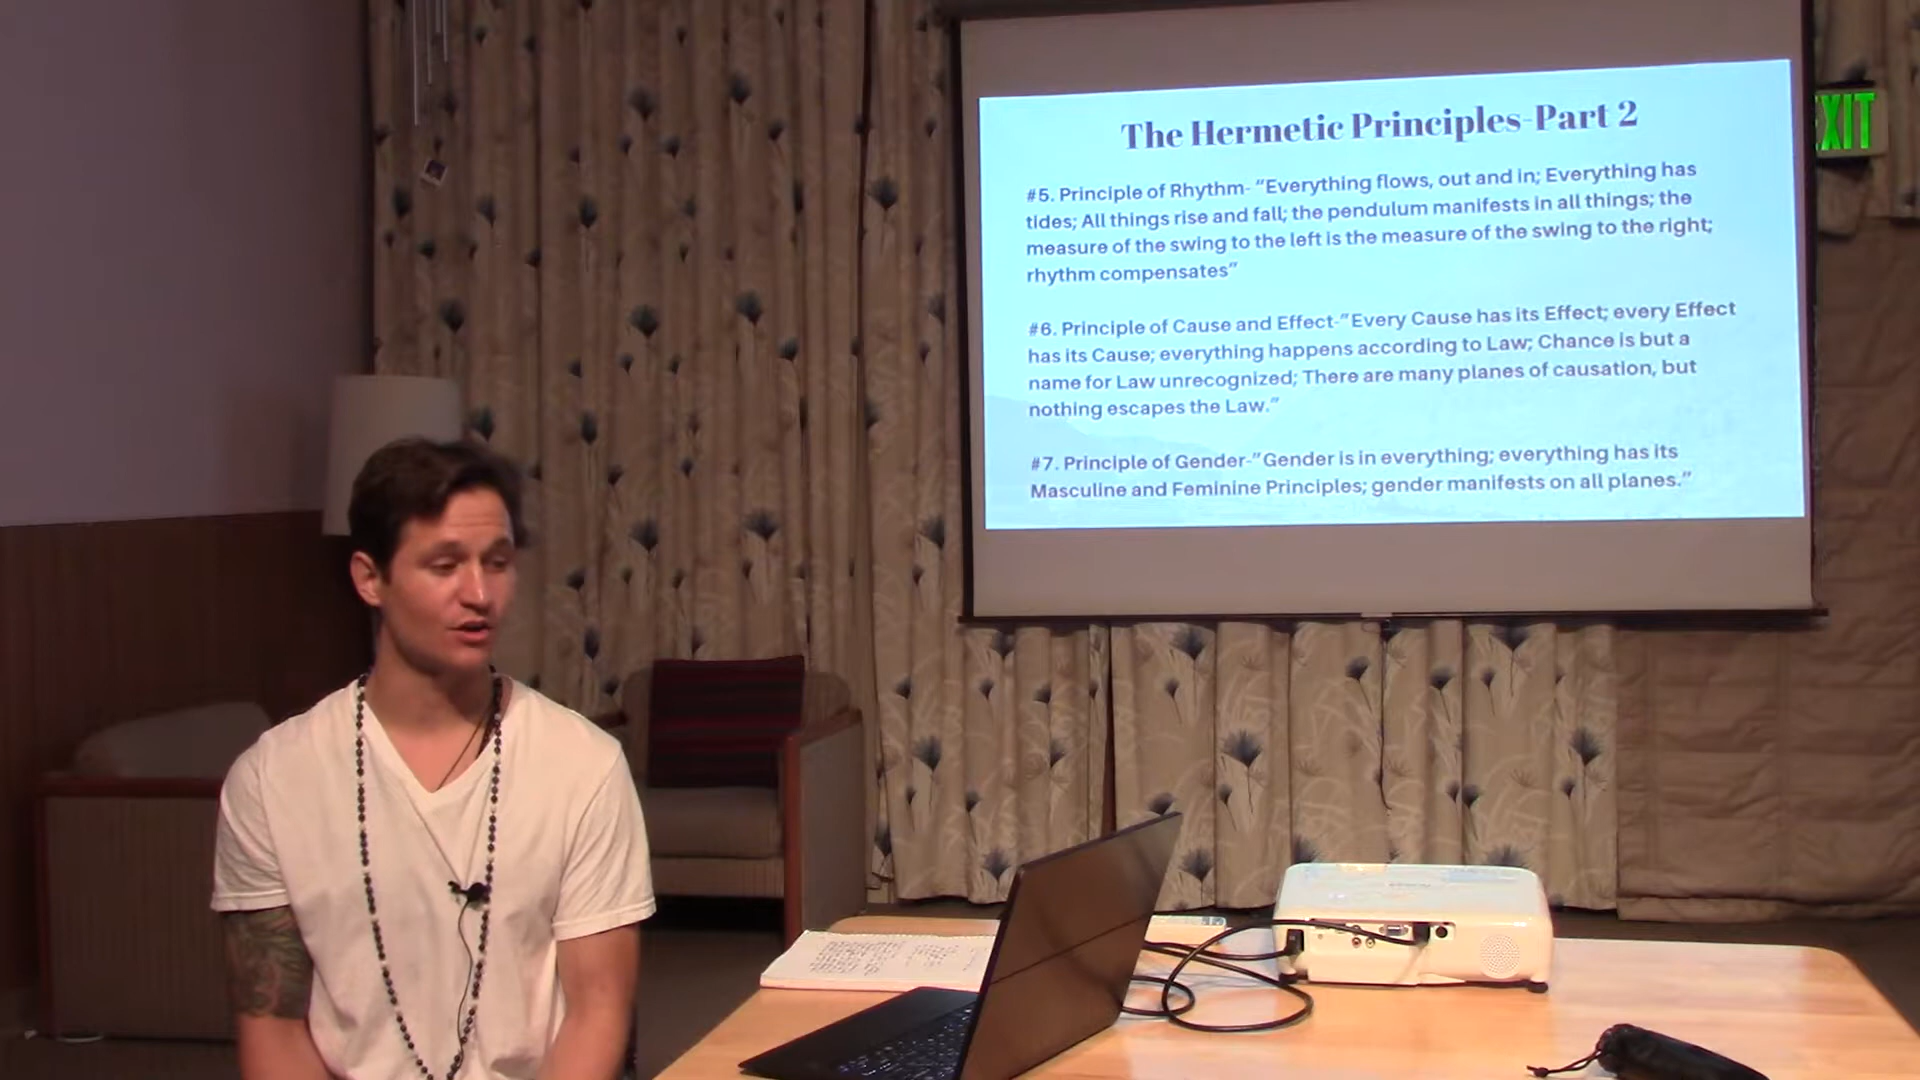 The Hermetic Principles-Part 2
#5. Principle of Rhythm- “Everything flows, out and in; Everything has
tides; All things rise and fall; the pendulum manifests in all things; the
measure of the swing to the left is the measure of the swing to the right;
rhythm compensates”
#6. Principle of Cause and Effect-“Every Cause has its Effect; every Effect
has its Cause; everything happens according to Law; Chance is but a
name for Law unrecognized; There are many planes of causation, but
nothing escapes the Law.”
#7. Principle of Gender-“Gender is in everything; everything has its
Masculine and Feminine Principles; gender manifests on all planes.”
EXIT